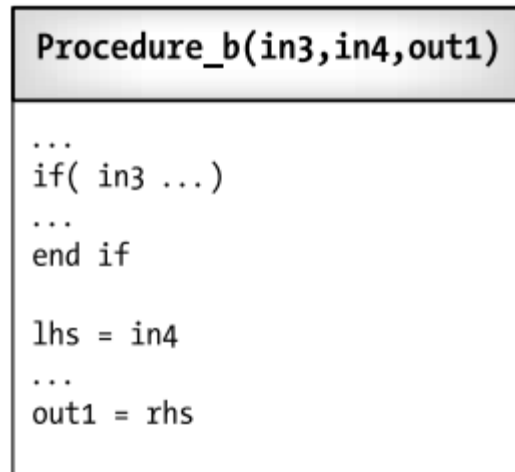 Procedure_b(in3,in4,out1)
...
if( in3 ...)
...
end if
lhs = in4
...
out1 = rhs